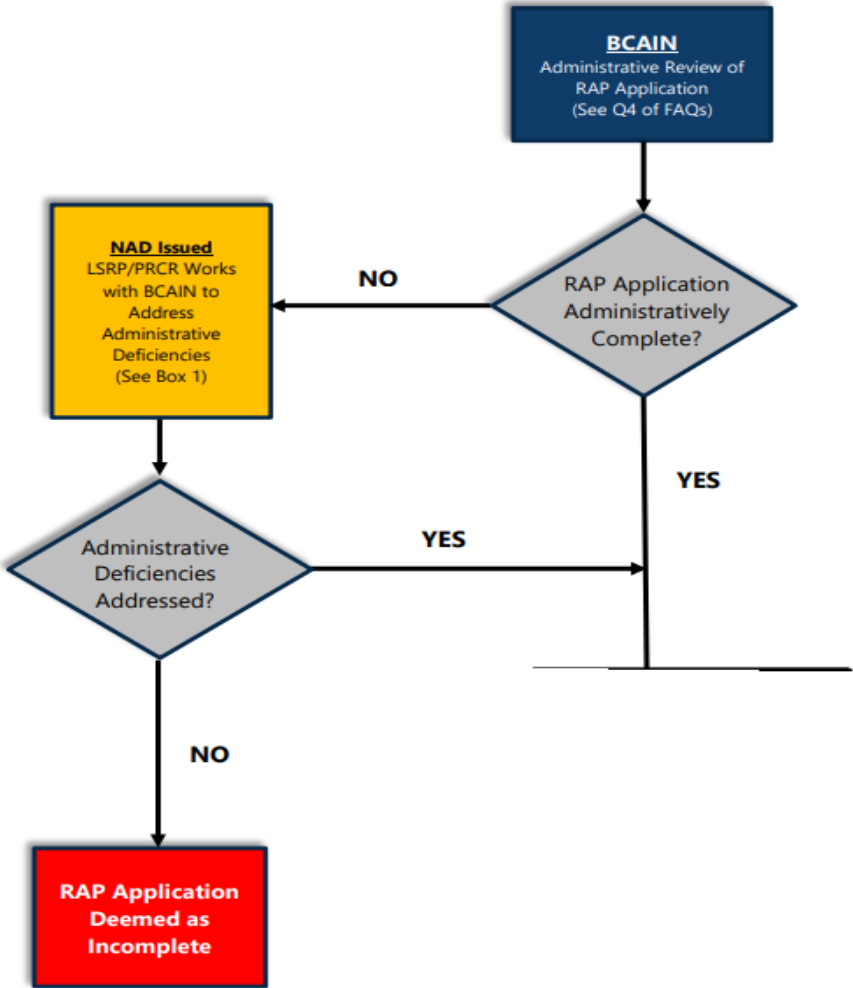 BCAIN
Administrative Review of
RAP Application
(See Q4 of FAQs)
NAD Issued
LSRP/PRCR Works
with BCAIN to
Address
Administrative
Deficiencies
(See Box 1)
NO
RAP Application
Administratively
Complete?
YES
YES
Administrative
Deficiencies
Addressed?
NO
RAP Application
Deemed as
Incomplete